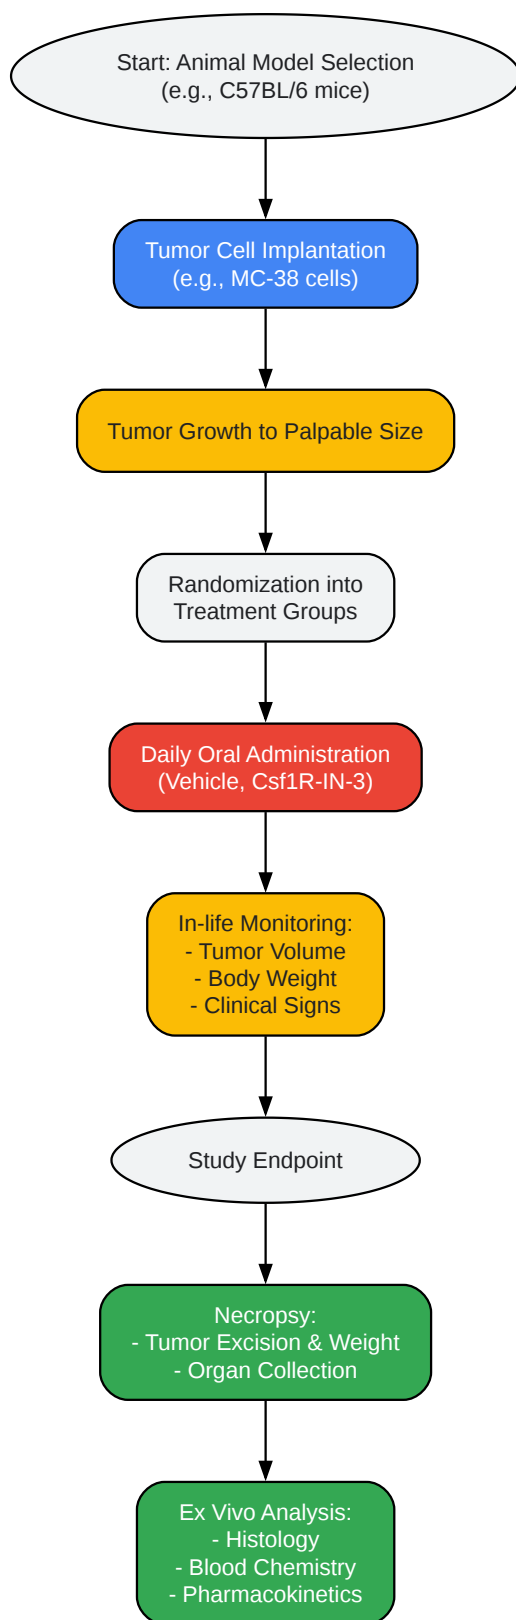 Start: Animal Model Selection
(e.g., C57BL/6 mice)
Tumor Cell Implantation
(e.g., MC-38 cells)
Tumor Growth to Palpable Size
Randomization into
Treatment Groups
Daily Oral Administration
(Vehicle, Csf1R-IN-3)
In-life Monitoring:
- Tumor Volume
- Body Weight
- Clinical Signs
Study Endpoint
Necropsy:
- Tumor Excision & Weight
- Organ Collection
Ex Vivo Analysis:
- Histology
- Blood Chemistry
- Pharmacokinetics